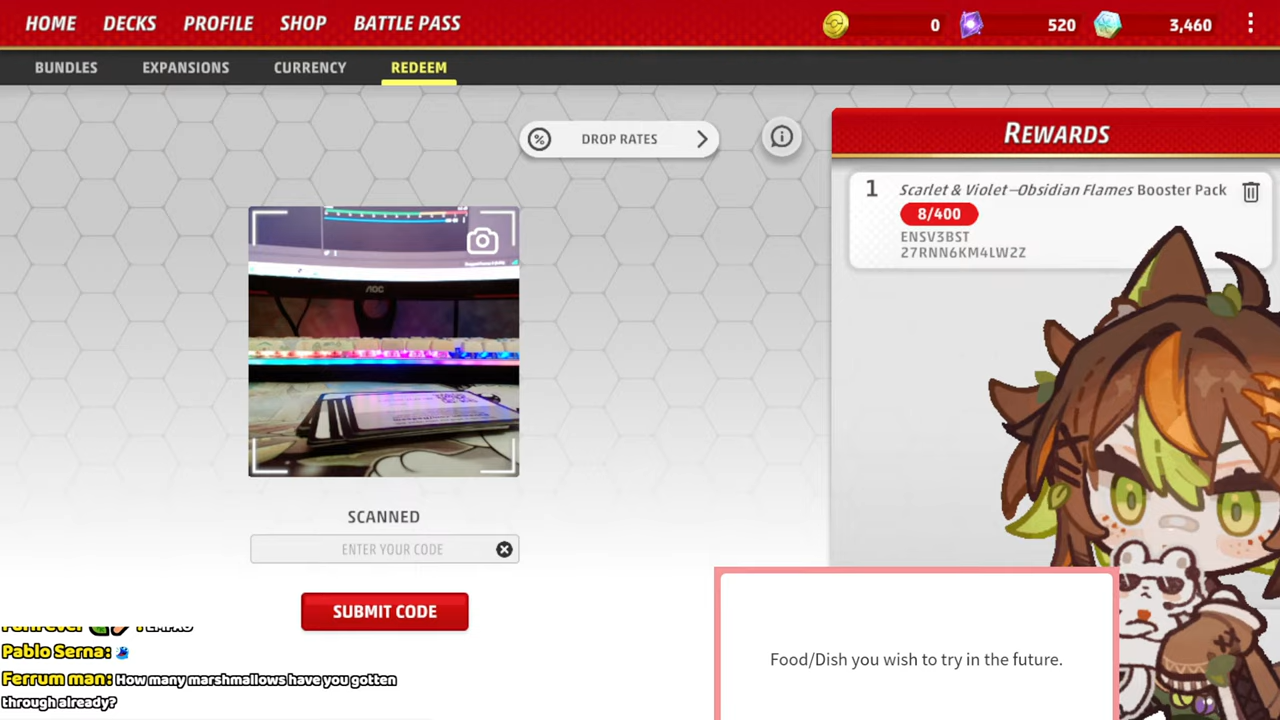 HOME DECKS PROFILE SHOP BATTLE PASS 0 520 3,460
BUNDLES EXPANSIONS CURRENCY REDEEM
% DROP RATES
REWARDS
1 Scarlet & Violet—Obsidian Flames Booster Pack
8/400
ENSV3BST
27RNN6KM4LW2Z
AOC
SCANNED
ENTER YOUR CODE
SUBMIT CODE
Pablo Serna:
Ferrum man: How many marshmallows have you gotten
through already?
Food/Dish you wish to try in the future.